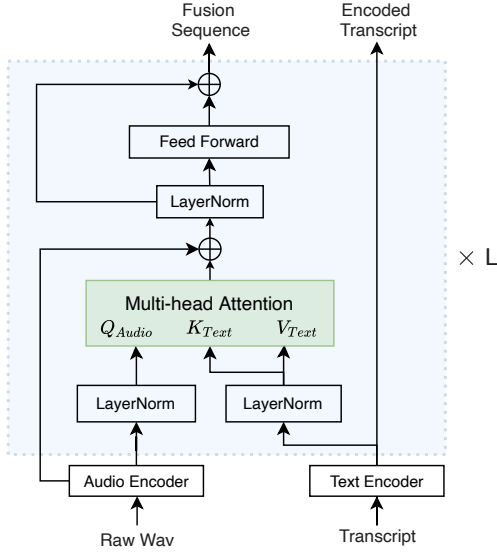 Fusion
Sequence
Encoded
Transcript
Feed Forward
LayerNorm
× L
Multi-head Attention
Q_Audio K_Text V_Text
LayerNorm
LayerNorm
Audio Encoder
Text Encoder
Raw Wav
Transcript